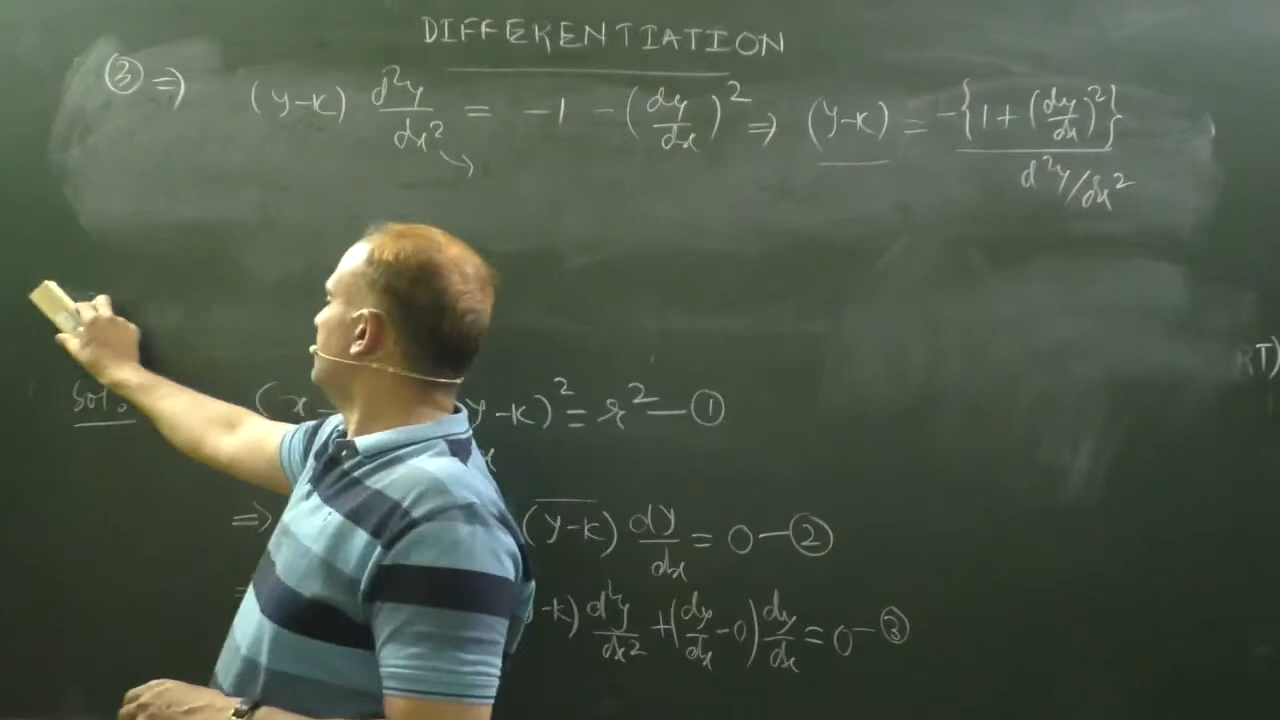 DIFFERENTIATION
③ ⇒ (y-k) d²y/dx² = -1 - (dy/dx)² ⇒ (y-k) = -{1+(dy/dx)²} / d²y/dx²
RT)
Sol. (x- y-k)² = r² — ①
x
⇒ (y-k) dy/dx = 0 — ②
-k) d²y/dx² + (dy/dx - 0) dy/dx = 0 — ③